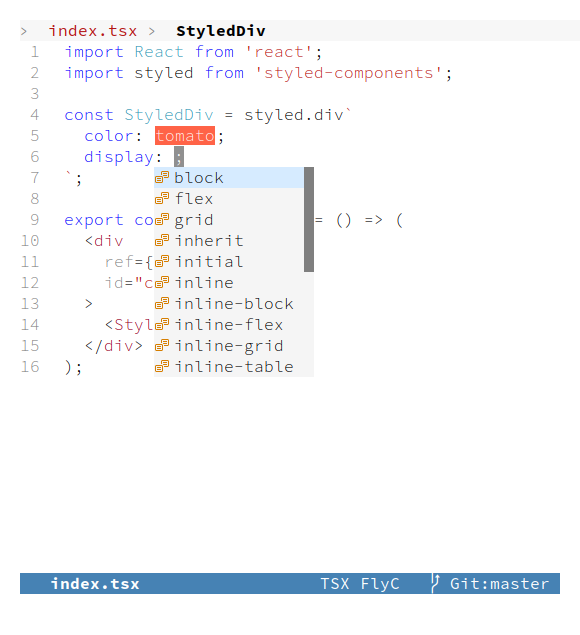 > index.tsx > StyledDiv
1 import React from 'react';
2 import styled from 'styled-components';
3
4 const StyledDiv = styled.div`
5 color: tomato;
6 display: ;
7 `; block
8 flex
9 export co grid = () => (
10 <div inherit
11 ref={ initial
12 id="c inline
13 > inline-block
14 <Styl inline-flex
15 </div> inline-grid
16 ); inline-table
index.tsx TSX FlyC Git:master